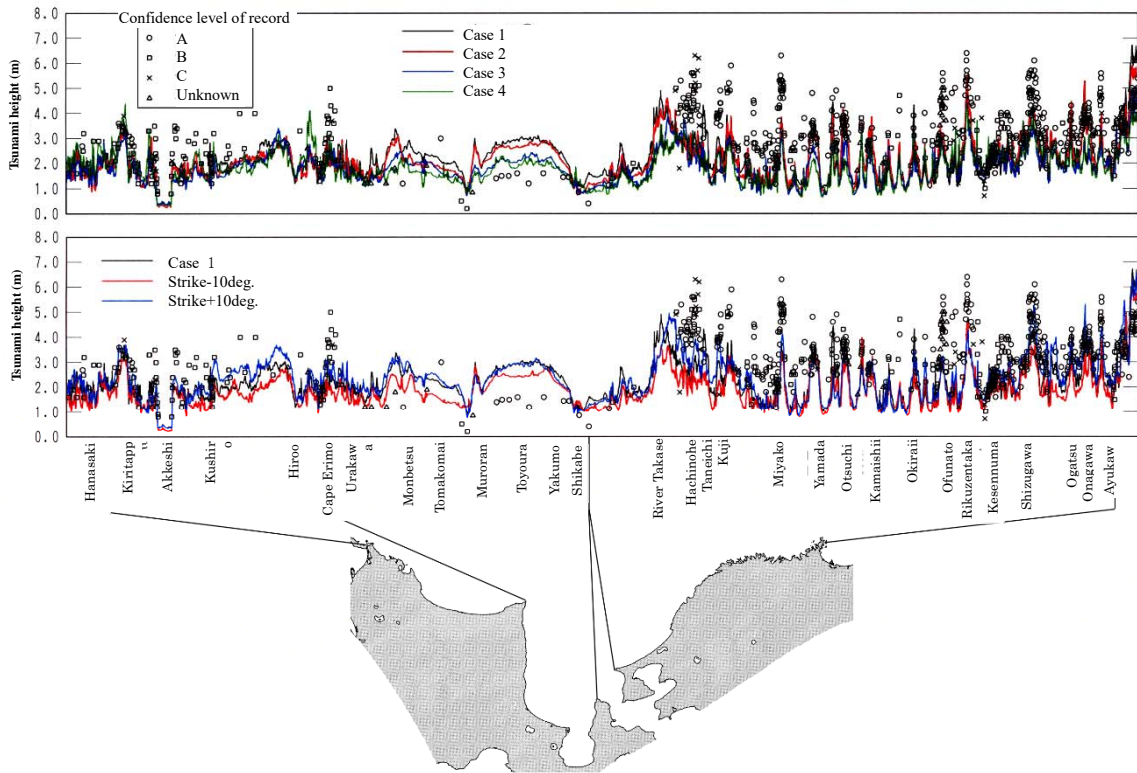 Confidence level of record
A
B
C
Unknown
Case 1
Case 2
Case 3
Case 4
Tsunami height (m)
8.0
7.0
6.0
5.0
4.0
3.0
2.0
1.0
0.0
Case 1
Strike-10deg.
Strike+10deg.
Tsunami height (m)
8.0
7.0
6.0
5.0
4.0
3.0
2.0
1.0
0.0
Hanasaki
Kiritapp
u
Akkeshi
Kushir
o
Hiroo
Cape Erimo
Urakaw
a
Monbetsu
Tomakomai
Muroran
Toyoura
Yakumo
Shikabe
River Takase
Hachinohe
Taneichi
Kuji
Miyako
Yamada
Otsuchi
Kamaishii
Okiraii
Ofunato
Rikuzentaka
Kesennuma
Shizugawa
Ogatsu
Onagawa
Ayukaw